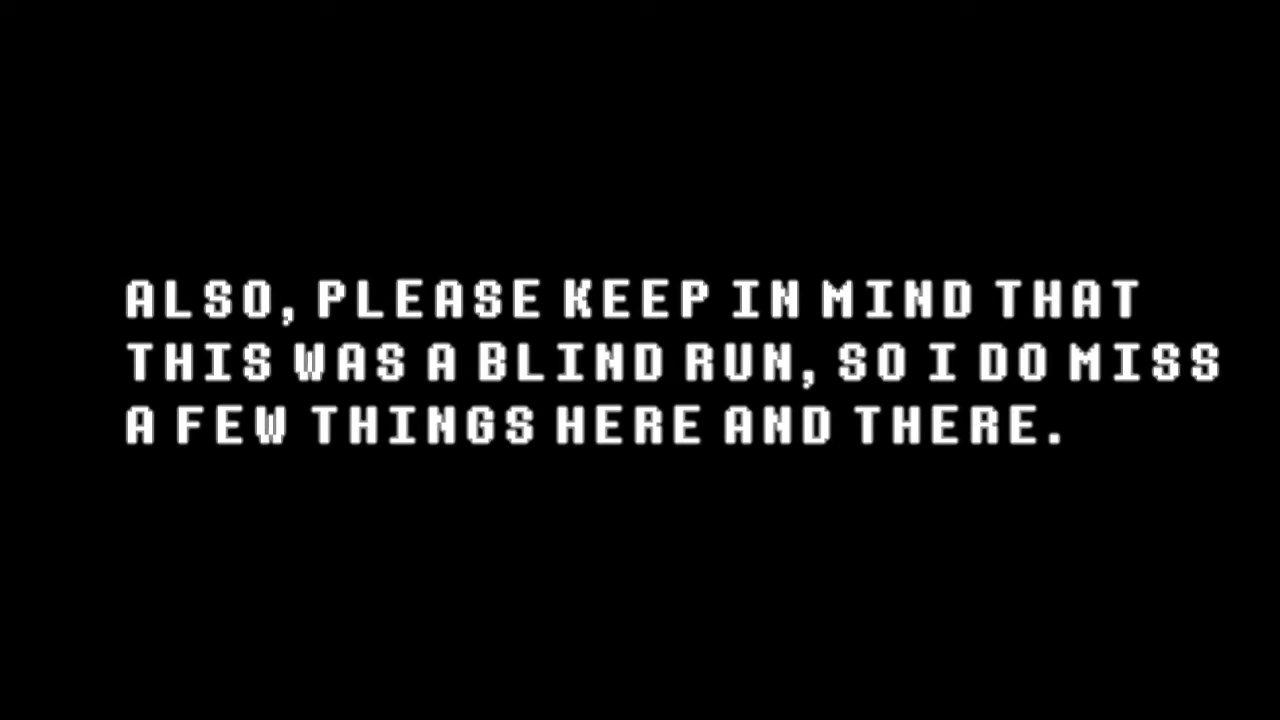 ALSO, PLEASE KEEP IN MIND THAT
THIS WAS A BLIND RUN, SO I DO MISS
A FEW THINGS HERE AND THERE.